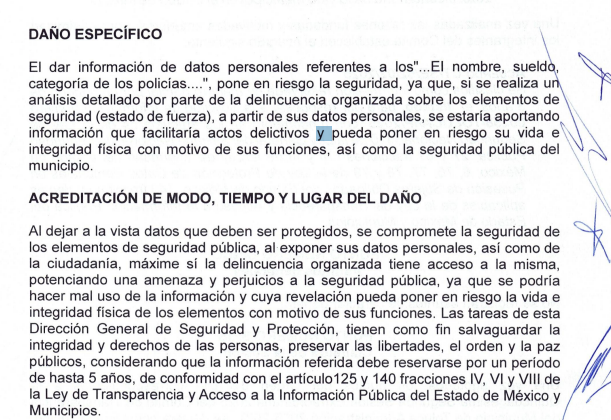 DAÑO ESPECÍFICO
El dar información de datos personales referentes a los"...El nombre, sueldo,
categoría de los policías....", pone en riesgo la seguridad, ya que, si se realiza un
análisis detallado por parte de la delincuencia organizada sobre los elementos de
seguridad (estado de fuerza), a partir de sus datos personales, se estaría aportando
información que facilitaría actos delictivos y pueda poner en riesgo su vida e
integridad física con motivo de sus funciones, así como la seguridad pública del
municipio.
ACREDITACIÓN DE MODO, TIEMPO Y LUGAR DEL DAÑO
Al dejar a la vista datos que deben ser protegidos, se compromete la seguridad de
los elementos de seguridad pública, al exponer sus datos personales, así como de
la ciudadanía, máxime sí la delincuencia organizada tiene acceso a la misma,
potenciando una amenaza y perjuicios a la seguridad pública, ya que se podría
hacer mal uso de la información y cuya revelación pueda poner en riesgo la vida e
integridad física de los elementos con motivo de sus funciones. Las tareas de esta
Dirección General de Seguridad y Protección, tienen como fin salvaguardar la
integridad y derechos de las personas, preservar las libertades, el orden y la paz
públicos, considerando que la información referida debe reservarse por un período
de hasta 5 años, de conformidad con el artículo125 y 140 fracciones IV, VI y VIII de
la Ley de Transparencia y Acceso a la Información Pública del Estado de México y
Municipios.